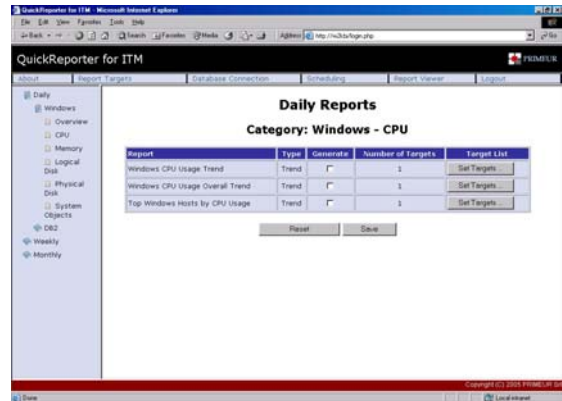 QuickReporter for ITM - Microsoft Internet Explorer
File Edit View Favorites Tools Help
Back Search Favorites Media
Address
Go
QuickReporter for ITM
PRIMEUR
About Report Targets Database Connection Scheduling Report Viewer Logout
Daily
Windows
Overview
CPU
Memory
Logical
Disk
Physical
Disk
System
Objects
DB2
Weekly
Monthly
Daily Reports
Category: Windows - CPU
Report Type Generate Number of Targets Target List
Windows CPU Usage Trend Trend 1 Set Targets ...
Windows CPU Usage Overall Trend Trend 1 Set Targets ...
Top Windows Hosts by CPU Usage Trend 1 Set Targets ...
Reset Save
Copyright (C) 2005 PRIMEUR
Done
Local intranet